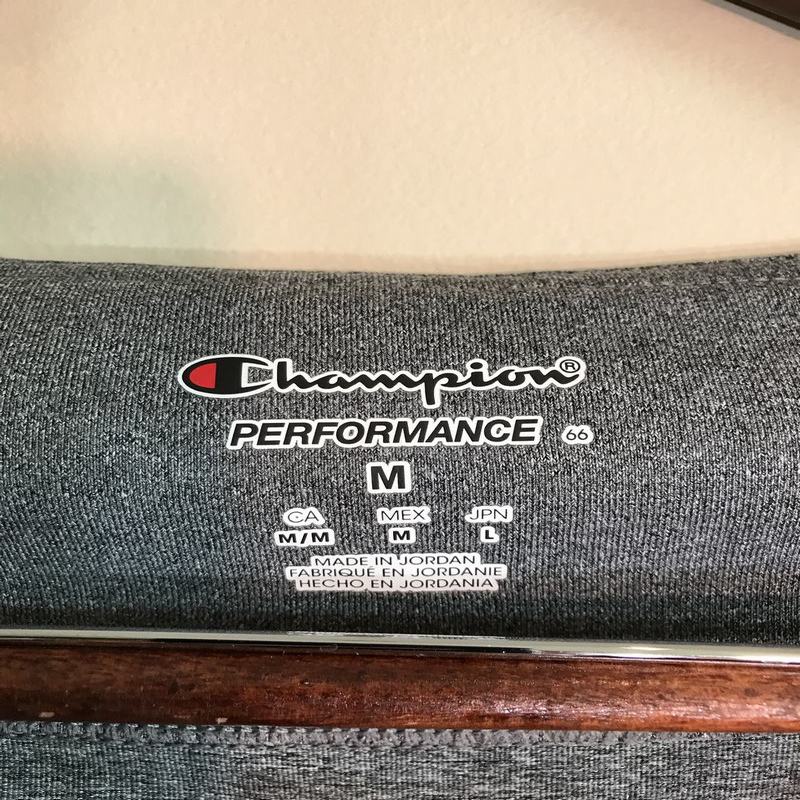 Champion®
PERFORMANCE 66
M
CA MEX JPN
M/M M L
MADE IN JORDAN
FABRIQUÉ EN JORDANIE
HECHO EN JORDANIA